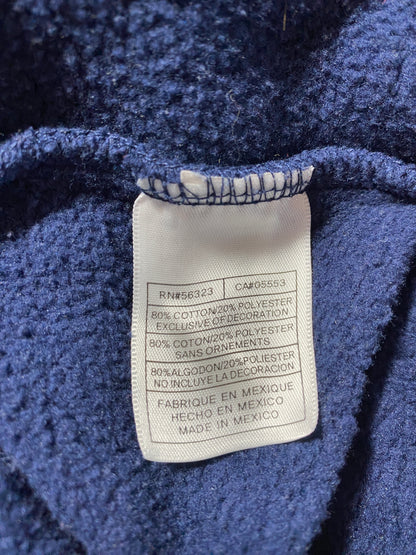 RN#56323 CA#05553
80% COTTON/20% POLYESTER
EXCLUSIVE OF DECORATION
80% COTON/20% POLYESTER
SANS ORNEMENTS
80%ALGODON/20%POLIESTER
NO INCLUYE LA DECORACION
FABRIQUE EN MEXIQUE
HECHO EN MEXICO
MADE IN MEXICO